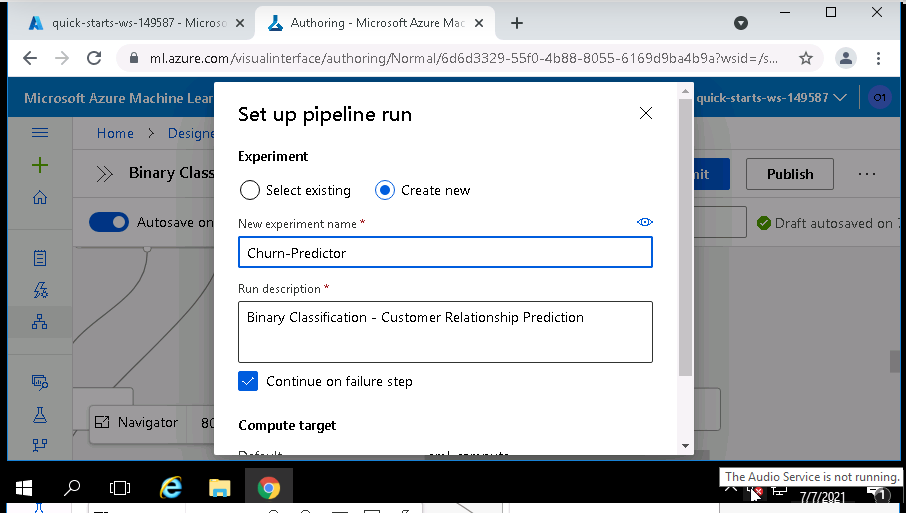 quick-starts-ws-149587 - Micros
Authoring - Microsoft Azure Mac
ml.azure.com/visualinterface/authoring/Normal/6d6d3329-55f0-4b88-8055-6169d9ba4b9a?wsid=/s...
Microsoft Azure Machine Lear
quick-starts-ws-149587
O1
Home > Designe
Set up pipeline run
Binary Class
mit
Publish
Autosave on
Draft autosaved on 7
Experiment
Select existing
Create new
New experiment name *
Churn-Predictor
Run description *
Binary Classification - Customer Relationship Prediction
Continue on failure step
Navigator
80
Compute target
Default
The Audio Service is not running.
7/7/2021
1